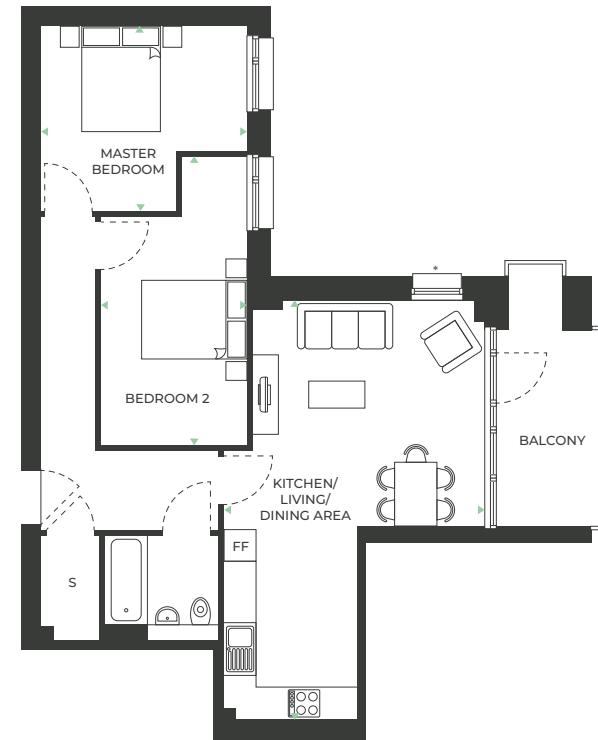 MASTER
BEDROOM
*
BEDROOM 2
BALCONY
KITCHEN/
LIVING/
DINING AREA
FF
S